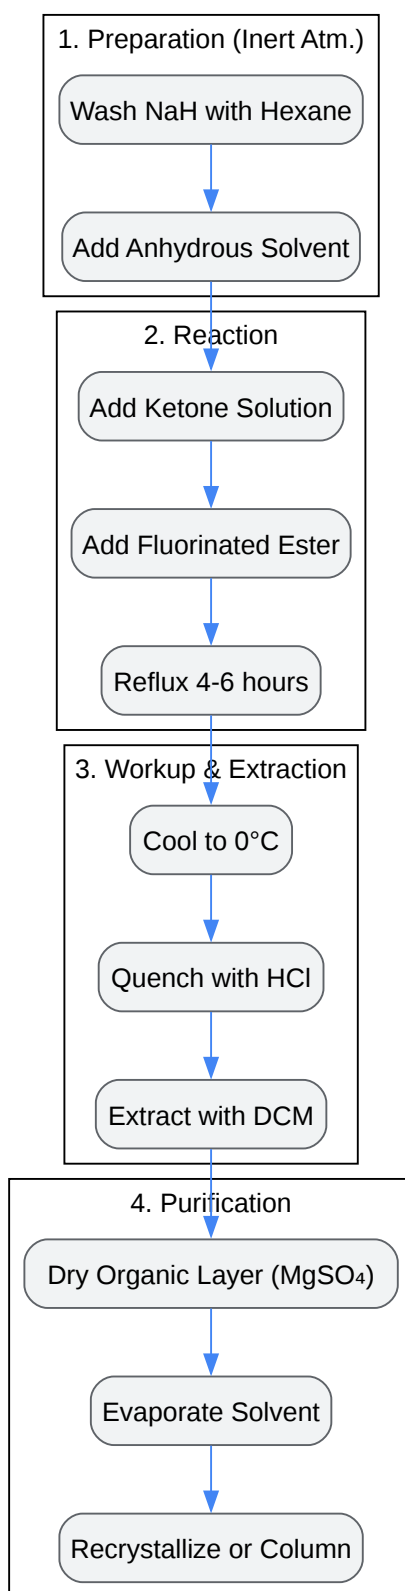 1. Preparation (Inert Atm.)
Wash NaH with Hexane
Add Anhydrous Solvent
2. Reaction
Add Ketone Solution
Add Fluorinated Ester
Reflux 4-6 hours
3. Workup & Extraction
Cool to 0°C
Quench with HCl
Extract with DCM
4. Purification
Dry Organic Layer (MgSO₄)
Evaporate Solvent
Recrystallize or Column